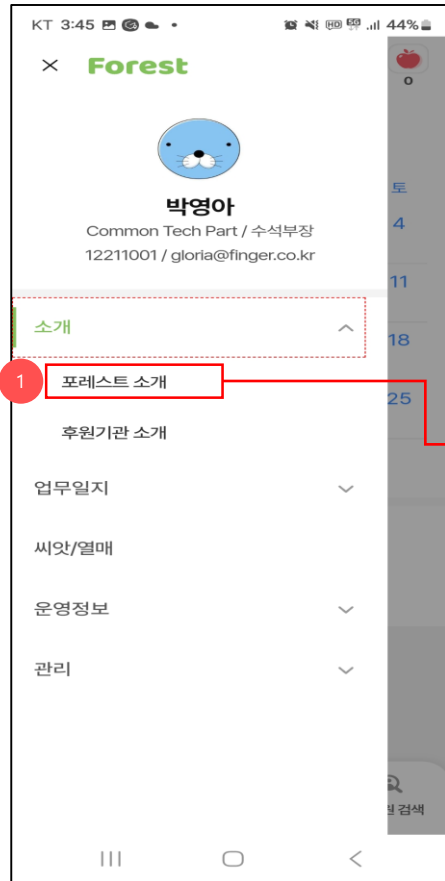 KT 3:45 HD 5G 44%
× Forest
0
박영아
Common Tech Part / 수석부장
12211001 / gloria@finger.co.kr
토
4
11
소개
18
1 포레스트 소개
25
후원기관 소개
업무일지
씨앗/열매
운영정보
관리
원 검색